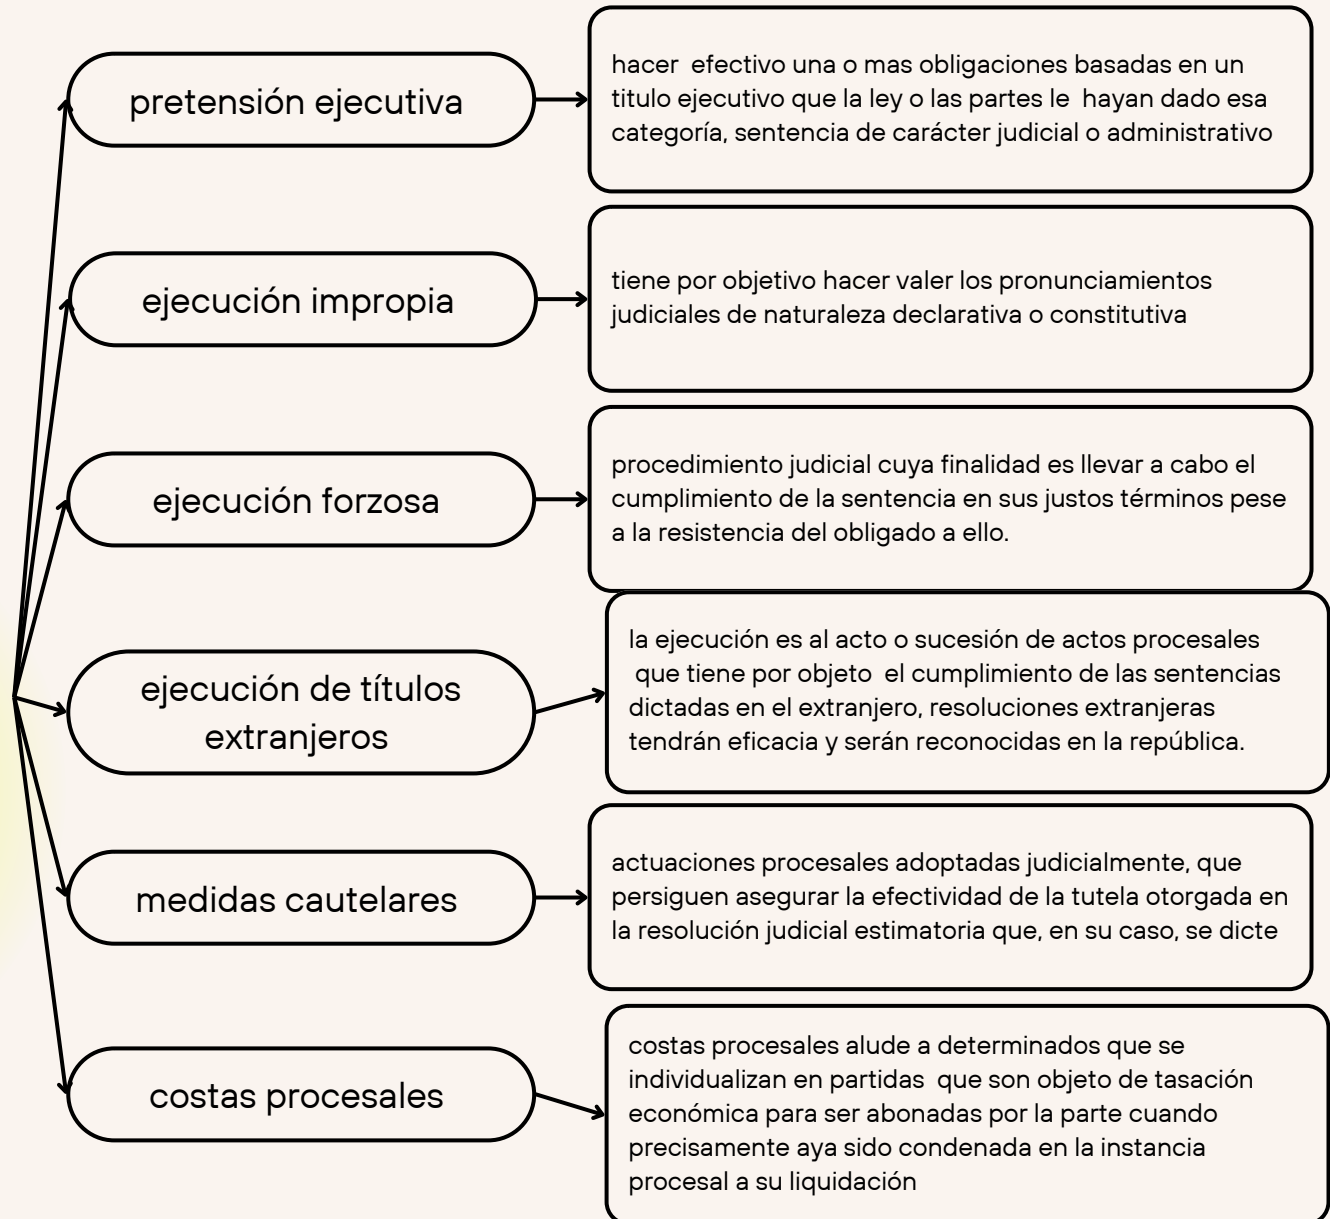 pretensión ejecutiva
hacer efectivo una o mas obligaciones basadas en un
titulo ejecutivo que la ley o las partes le hayan dado esa
categoría, sentencia de carácter judicial o administrativo
ejecución impropia
tiene por objetivo hacer valer los pronunciamientos
judiciales de naturaleza declarativa o constitutiva
ejecución forzosa
procedimiento judicial cuya finalidad es llevar a cabo el
cumplimiento de la sentencia en sus justos términos pese
a la resistencia del obligado a ello.
ejecución de títulos
extranjeros
la ejecución es al acto o sucesión de actos procesales
que tiene por objeto el cumplimiento de las sentencias
dictadas en el extranjero, resoluciones extranjeras
tendrán eficacia y serán reconocidas en la república.
medidas cautelares
actuaciones procesales adoptadas judicialmente, que
persiguen asegurar la efectividad de la tutela otorgada en
la resolución judicial estimatoria que, en su caso, se dicte
costas procesales
costas procesales alude a determinados que se
individualizan en partidas que son objeto de tasación
económica para ser abonadas por la parte cuando
precisamente aya sido condenada en la instancia
procesal a su liquidación